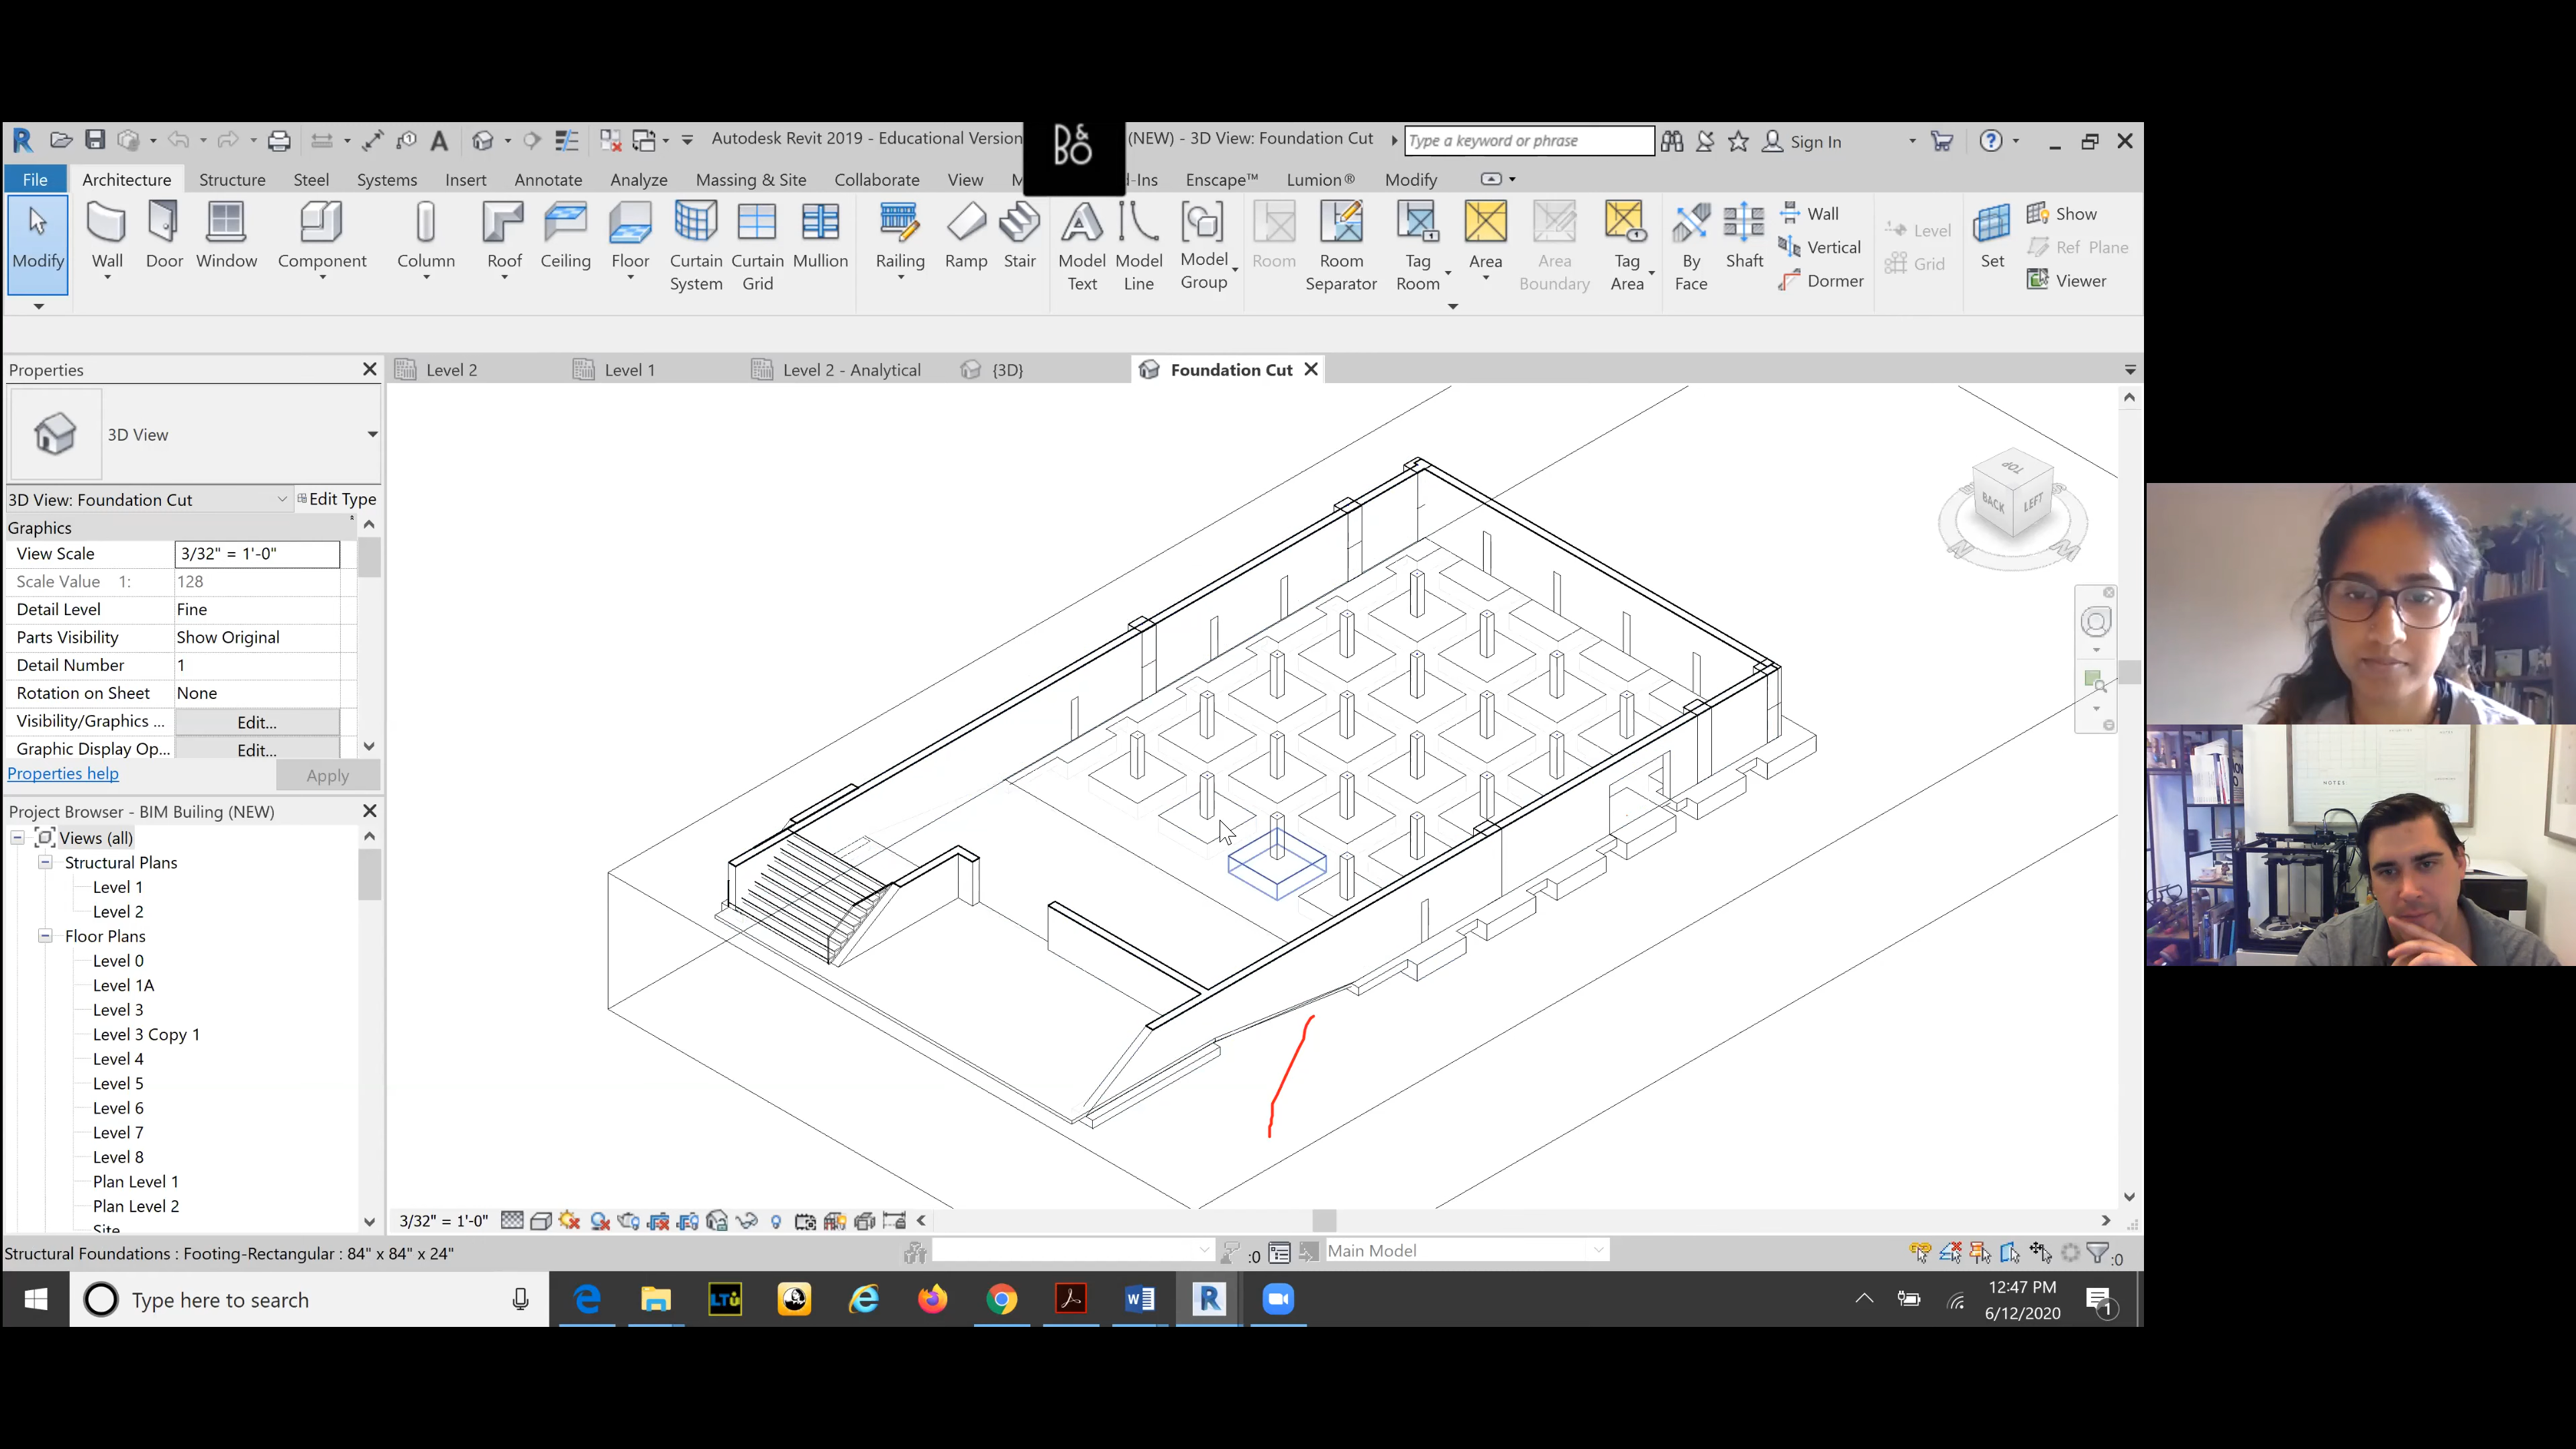 B&O
Autodesk Revit 2019 - Educational Version (NEW) - 3D View: Foundation Cut
Type a keyword or phrase
Sign In
File Architecture Structure Steel Systems Insert Annotate Analyze Massing & Site Collaborate View M -Ins Enscape™ Lumion® Modify
Modify Wall Door Window Component Column Roof Ceiling Floor Curtain System Curtain Grid Mullion Railing Ramp Stair Model Text Model Line Model Group Room Room Separator Tag Room Area Area Boundary Tag Area By Face Shaft
Wall
Vertical
Dormer
Level
Grid
Set
Show
Ref Plane
Viewer
Properties
Level 2 Level 1 Level 2 - Analytical {3D} Foundation Cut
3D View
3D View: Foundation Cut Edit Type
Graphics
View Scale 3/32" = 1'-0"
Scale Value 1: 128
Detail Level Fine
Parts Visibility Show Original
Detail Number 1
Rotation on Sheet None
Visibility/Graphics ... Edit...
Graphic Display Op... Edit...
Properties help Apply
Project Browser - BIM Builing (NEW)
Views (all)
Structural Plans
Level 1
Level 2
Floor Plans
Level 0
Level 1A
Level 3
Level 3 Copy 1
Level 4
Level 5
Level 6
Level 7
Level 8
Plan Level 1
Plan Level 2
Site
TOP
BACK
LEFT
3/32" = 1'-0"
Structural Foundations : Footing-Rectangular : 84" x 84" x 24"
:0
Main Model
:0
Type here to search
LTU
12:47 PM
6/12/2020
1
NOTES